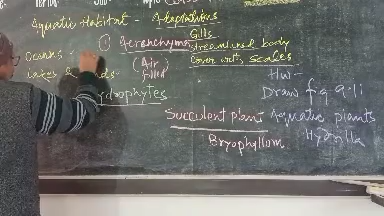 Aquatic Habitat - Adaptations
① Aerenchyma
(Air filled)
Gills
streamlined body
cover with scales
Oceans -
lakes &
Hw -
Draw fig 9.11
Aquatic plants
Hydrilla
Succulent plant
Bryophyllum